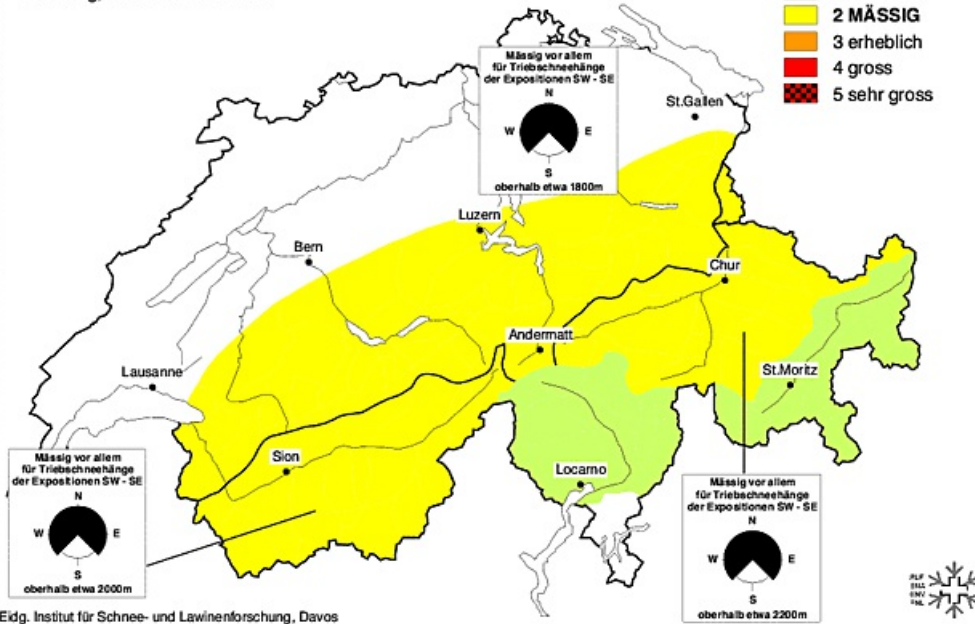 2 MÄSSIG
3 erheblich
4 gross
5 sehr gross
Mässig vor allem
für Triebschneehänge
der Expositionen SW - SE
N
W E
S
oberhalb etwa 1800m
St.Gallen
Luzern
Bern
Chur
Andermatt
Lausanne
St.Moritz
Sion
Locarno
Mässig vor allem
für Triebschneehänge
der Expositionen SW - SE
N
W E
S
oberhalb etwa 2000m
Mässig vor allem
für Triebschneehänge
der Expositionen SW - SE
N
W E
S
oberhalb etwa 2200m
SLF
ENA
Eidg. Institut für Schnee- und Lawinenforschung, Davos